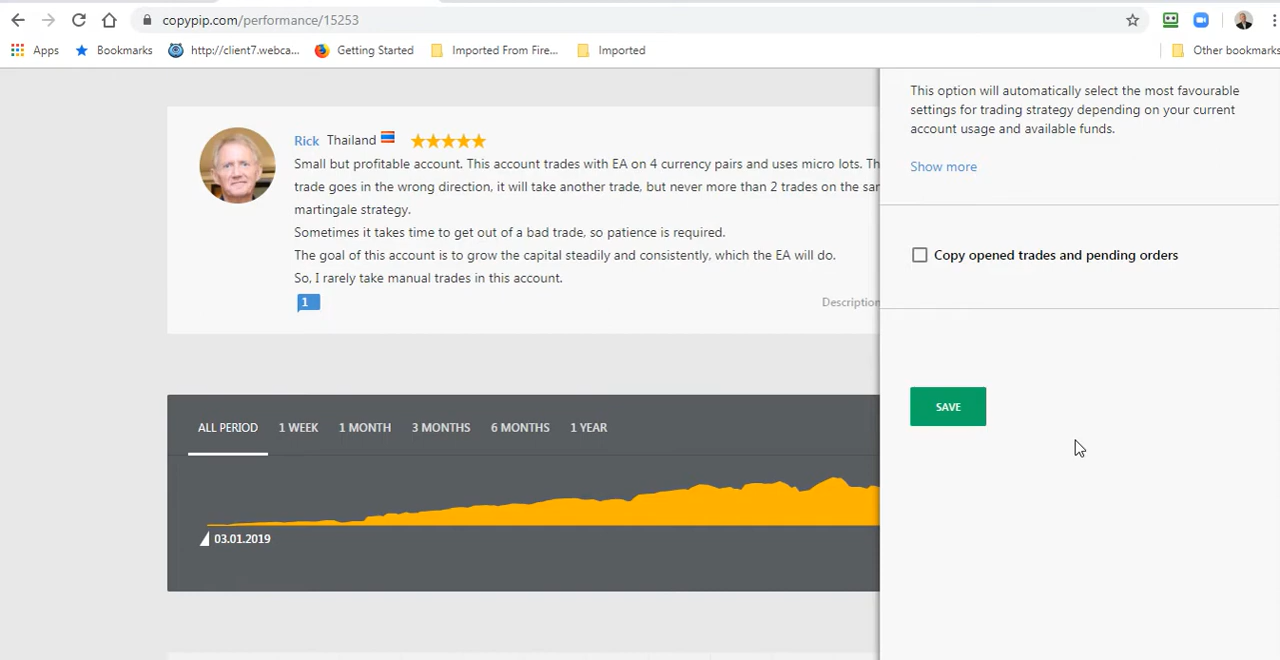 copypip.com/performance/15253
Apps Bookmarks http://client7.webca... Getting Started Imported From Fire... Imported Other bookmarks
Rick Thailand
Small but profitable account. This account trades with EA on 4 currency pairs and uses micro lots.
trade goes in the wrong direction, it will take another trade, but never more than 2 trades on the
martingale strategy.
Sometimes it takes time to get out of a bad trade, so patience is required.
The goal of this account is to grow the capital steadily and consistently, which the EA will do.
So, I rarely take manual trades in this account.
1
Description
ALL PERIOD 1 WEEK 1 MONTH 3 MONTHS 6 MONTHS 1 YEAR
03.01.2019
This option will automatically select the most favourable
settings for trading strategy depending on your current
account usage and available funds.
Show more
Copy opened trades and pending orders
SAVE